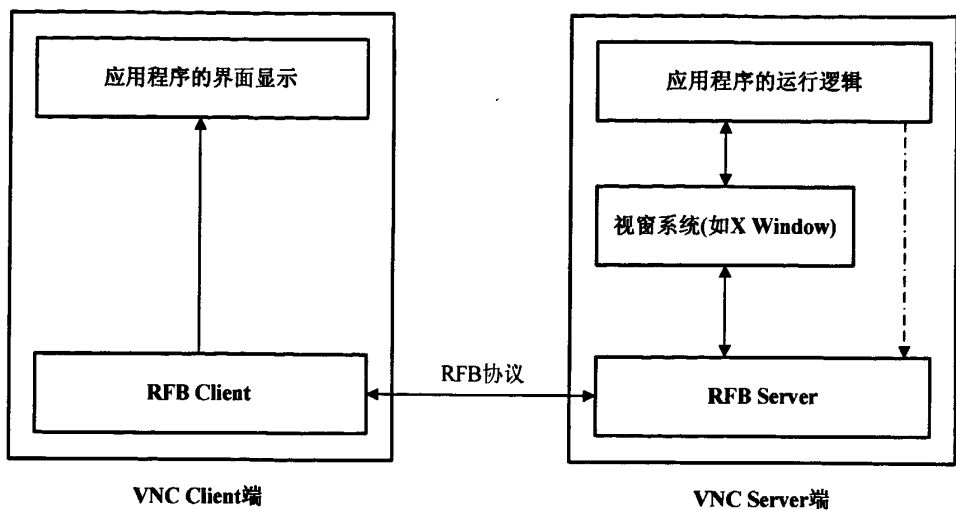 应用程序的界面显示
应用程序的运行逻辑
视窗系统(如X Window)
RFB Client
RFB协议
RFB Server
VNC Client端
VNC Server端